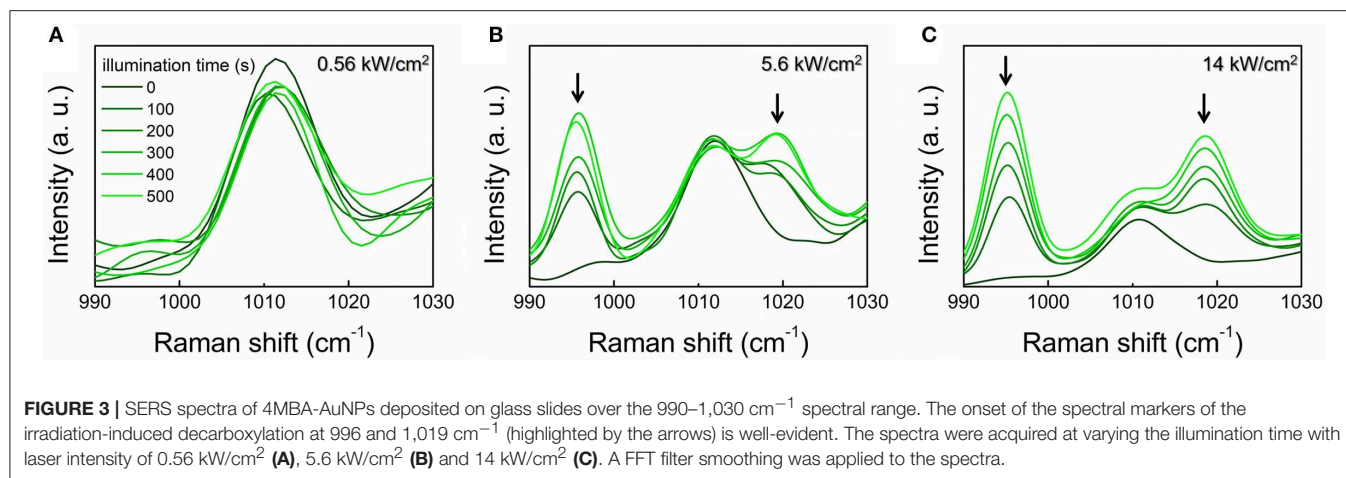 A
illumination time (s)
0
100
200
300
400
500
0.56 kW/cm²
Intensity (a. u.)
990 1000 1010 1020 1030
Raman shift (cm⁻¹)
B
5.6 kW/cm²
Intensity (a. u.)
990 1000 1010 1020 1030
Raman shift (cm⁻¹)
C
14 kW/cm²
Intensity (a. u.)
990 1000 1010 1020 1030
Raman shift (cm⁻¹)
FIGURE 3 | SERS spectra of 4MBA-AuNPs deposited on glass slides over the 990–1,030 cm⁻¹ spectral range. The onset of the spectral markers of the
irradiation-induced decarboxylation at 996 and 1,019 cm⁻¹ (highlighted by the arrows) is well-evident. The spectra were acquired at varying the illumination time with
laser intensity of 0.56 kW/cm² (A), 5.6 kW/cm² (B) and 14 kW/cm² (C). A FFT filter smoothing was applied to the spectra.